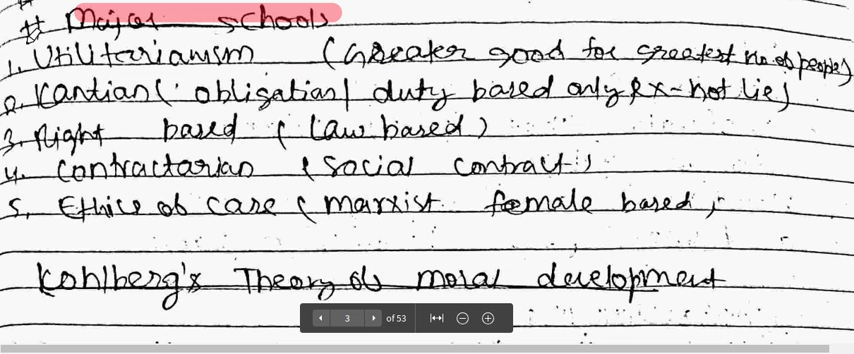 # Major schools
1. Utilitarianism (Greater good for greatest no of people)
2. Kantian ( obligation/ duty based only Ex- not lie)
3. Right based ( Law based )
4. Contractarian ( social contract )
5. Ethics of care ( marxist female based,
Kohlberg's Theory of moral development
3 of 53